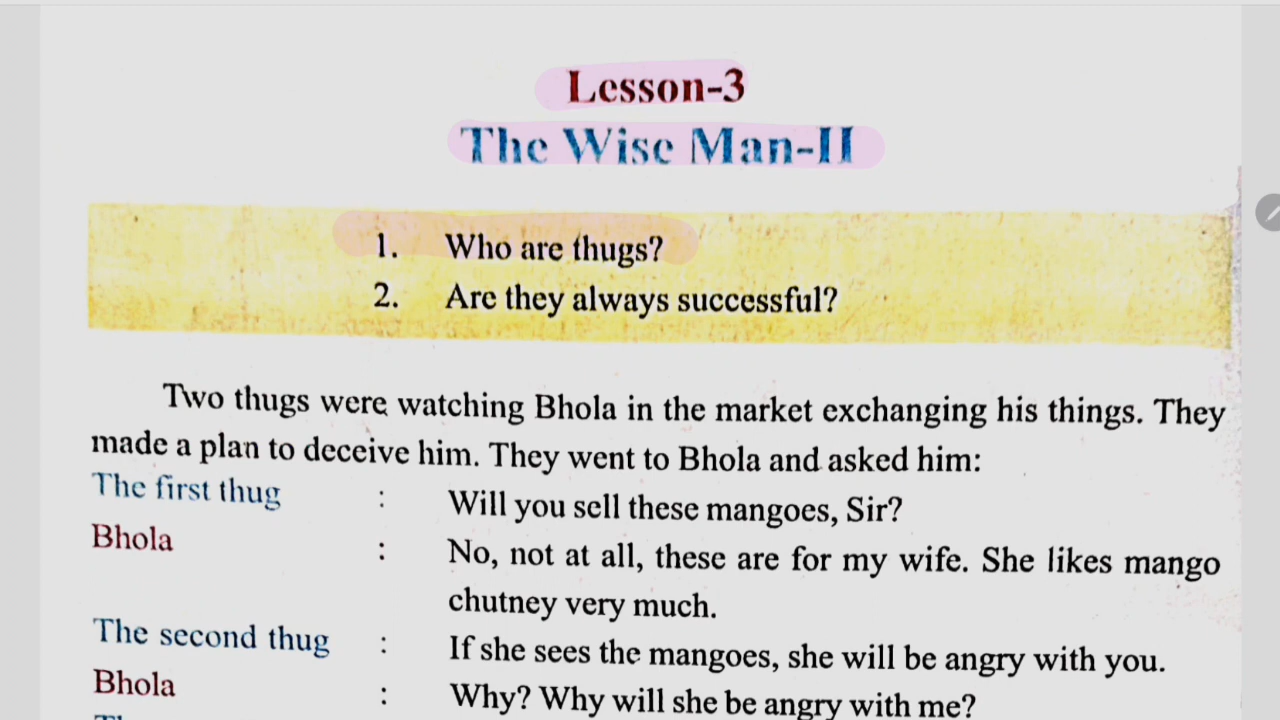 Lesson-3
The Wise Man-II
1. Who are thugs?
2. Are they always successful?
Two thugs were watching Bhola in the market exchanging his things. They
made a plan to deceive him. They went to Bhola and asked him:
The first thug : Will you sell these mangoes, Sir?
Bhola : No, not at all, these are for my wife. She likes mango
chutney very much.
The second thug : If she sees the mangoes, she will be angry with you.
Bhola : Why? Why will she be angry with me?